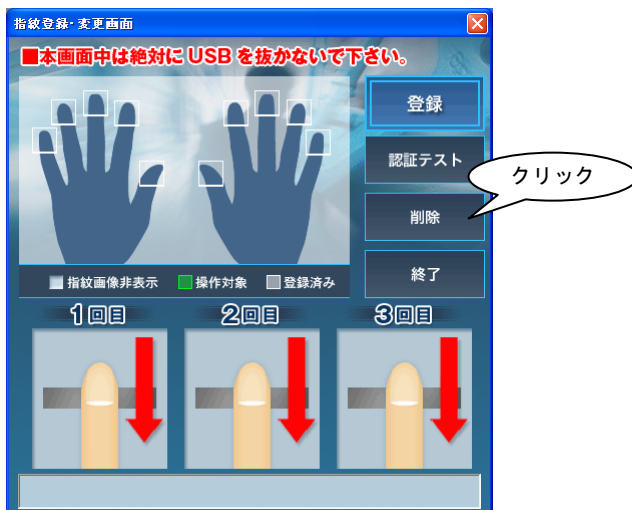 指紋登録・変更画面
■本画面中は絶対に USB を抜かないで下さい。
登録
認証テスト
クリック
削除
終了
指紋画像非表示 操作対象 登録済み
1回目 2回目 3回目